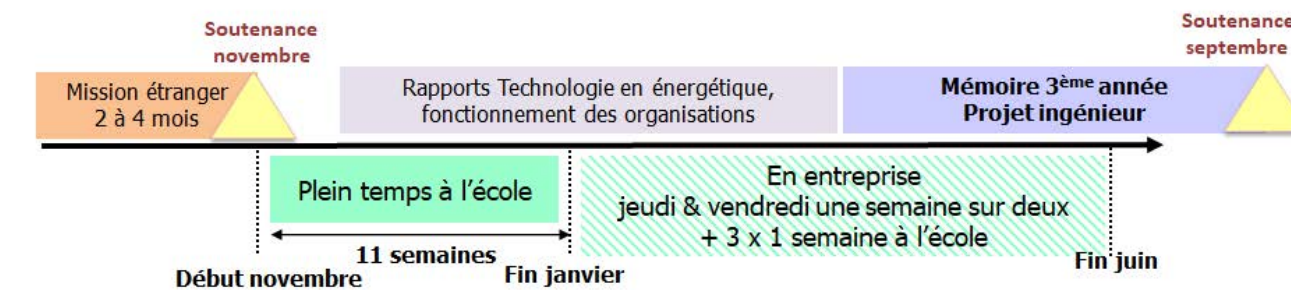 Soutenance
novembre
Soutenance
septembre
Mission étranger
2 à 4 mois
Rapports Technologie en énergétique,
fonctionnement des organisations
Mémoire 3ème année
Projet ingénieur
Plein temps à l'école
En entreprise
jeudi & vendredi une semaine sur deux
+ 3 x 1 semaine à l'école
11 semaines
Début novembre
Fin janvier
Fin juin